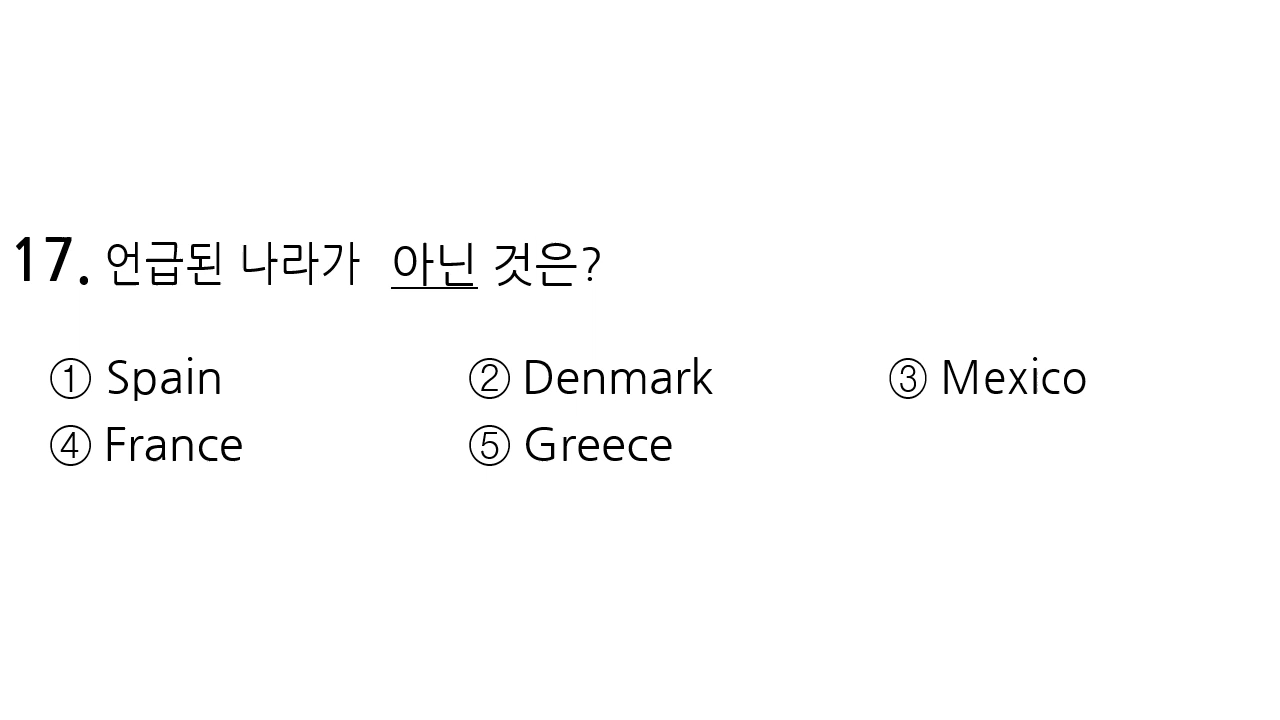 17. 언급된 나라가 아닌 것은?
① Spain ② Denmark ③ Mexico
④ France ⑤ Greece